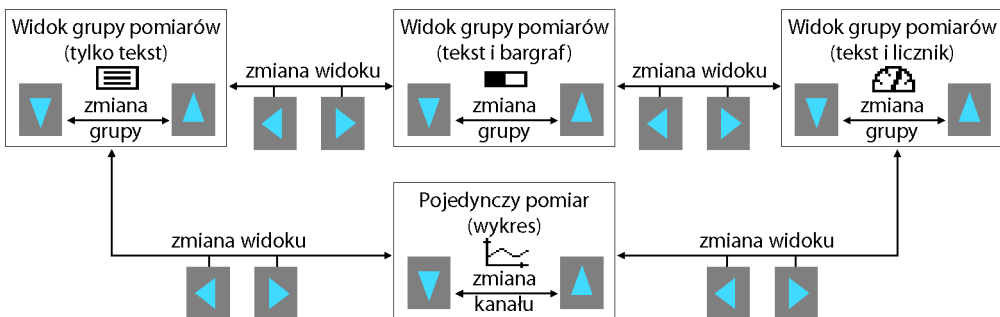 Widok grupy pomiarów
(tylko tekst)
zmiana
grupy
zmiana widoku
Widok grupy pomiarów
(tekst i bargraf)
zmiana
grupy
zmiana widoku
Widok grupy pomiarów
(tekst i licznik)
zmiana
grupy
zmiana widoku
Pojedynczy pomiar
(wykres)
zmiana
kanału
zmiana widoku